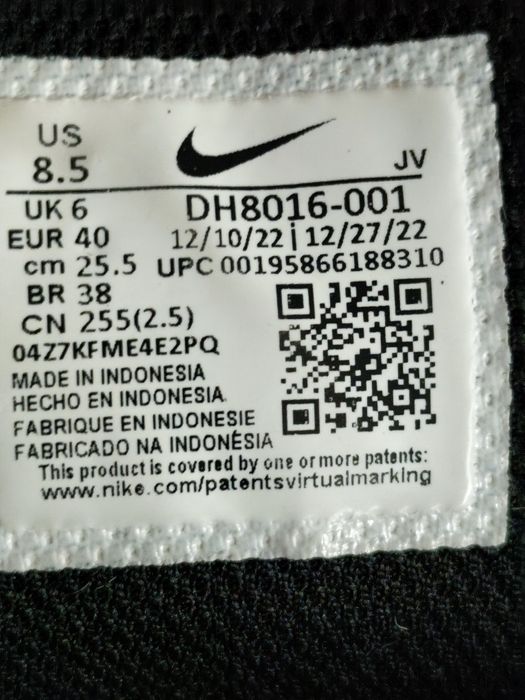 US
8.5
JV
UK 6
DH8016-001
EUR 40
12/10/22 | 12/27/22
cm 25.5
UPC 00195866188310
BR 38
CN 255(2.5)
04Z7KFME4E2PQ
MADE IN INDONESIA
HECHO EN INDONESIA
FABRIQUE EN INDONESIE
FABRICADO NA INDONÉSIA
This product is covered by one or more patents:
www.nike.com/patentsvirtualmarking